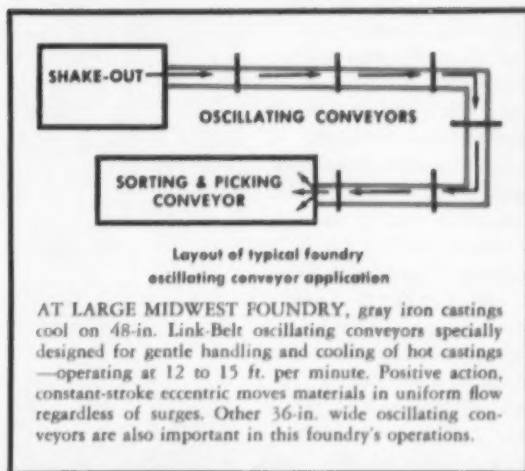 SHAKE-OUT
OSCILLATING CONVEYORS
SORTING & PICKING
CONVEYOR
Layout of typical foundry
oscillating conveyor application
AT LARGE MIDWEST FOUNDRY, gray iron castings
cool on 48-in. Link-Belt oscillating conveyors specially
designed for gentle handling and cooling of hot castings
—operating at 12 to 15 ft. per minute. Positive action,
constant-stroke eccentric moves materials in uniform flow
regardless of surges. Other 36-in. wide oscillating con-
veyors are also important in this foundry's operations.